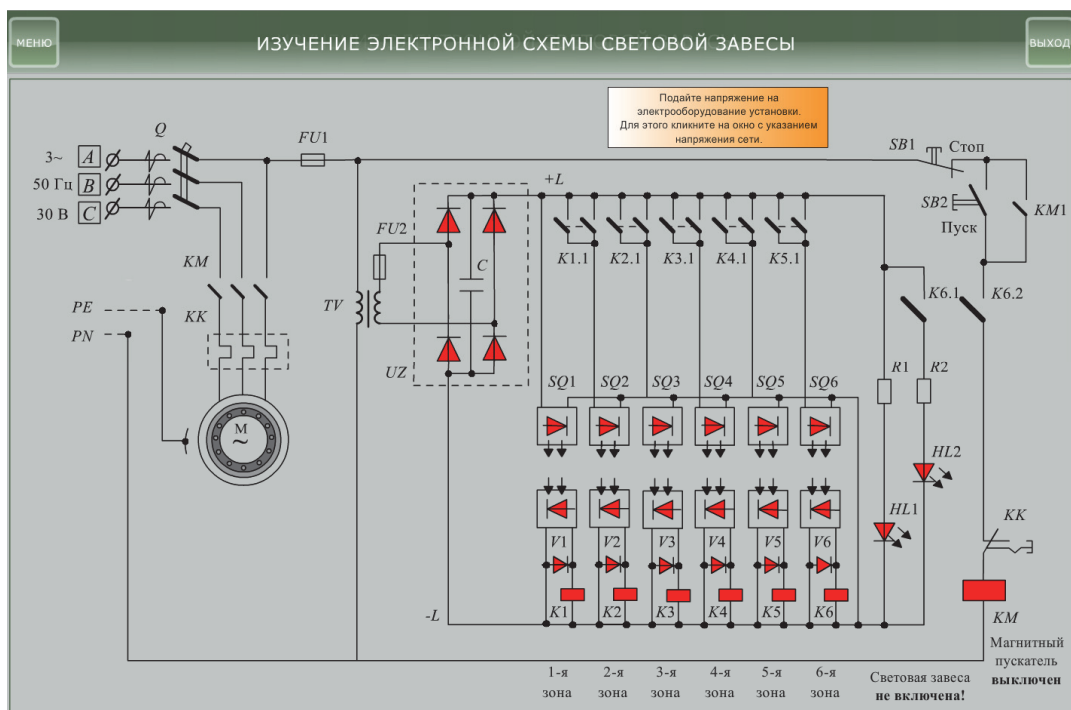 МЕНЮ
ИЗУЧЕНИЕ ЭЛЕКТРОННОЙ СХЕМЫ СВЕТОВОЙ ЗАВЕСЫ
ВЫХОД
Подайте напряжение на
электрооборудование установки.
Для этого кликните на окно с указанием
напряжения сети.
Q
FU1
3~ A
50 Гц B
30 В C
SB1 Стоп
SB2
Пуск
KM1
+L
FU2
C
K1.1 K2.1 K3.1 K4.1 K5.1
KM
K6.1 K6.2
PE
KK
TV
PN
UZ
R1 R2
SQ1 SQ2 SQ3 SQ4 SQ5 SQ6
M
~
HL2
HL1
KK
V1 V2 V3 V4 V5 V6
K1 K2 K3 K4 K5 K6
-L
KM
Магнитный
пускатель
выключен
1-я
зона
2-я
зона
3-я
зона
4-я
зона
5-я
зона
6-я
зона
Световая завеса
не включена!